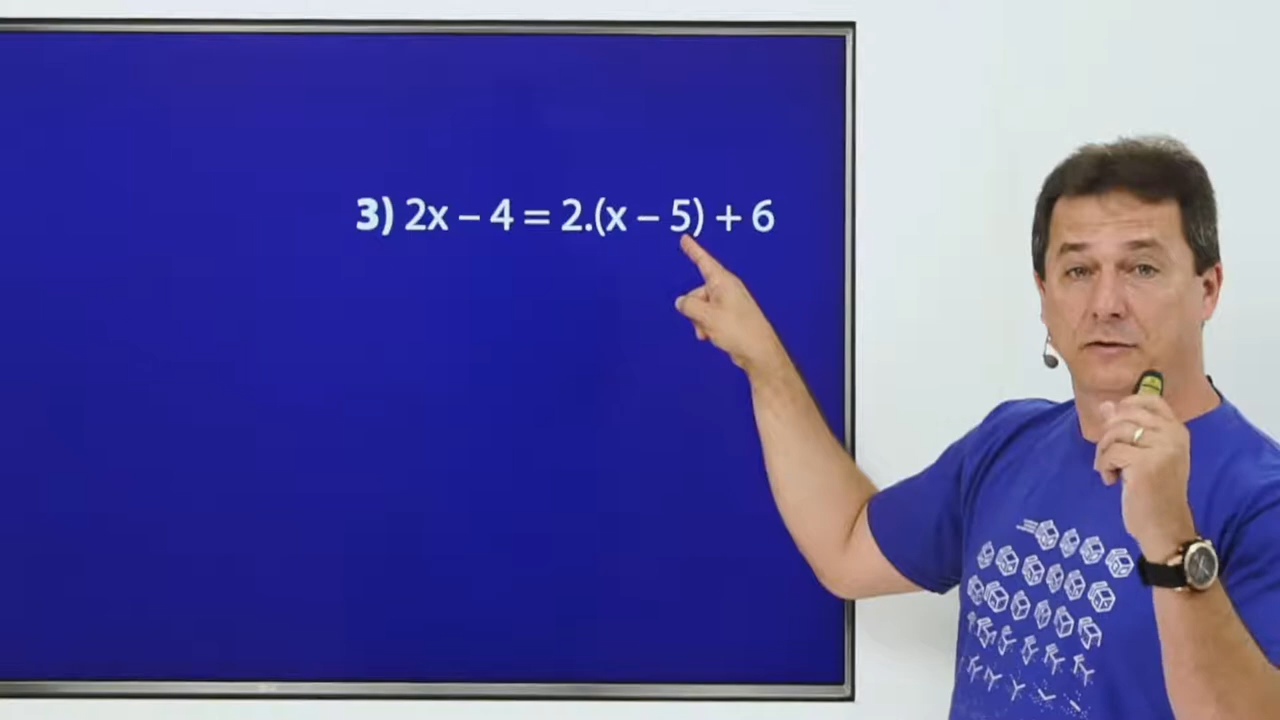 3) 2x – 4 = 2.(x – 5) + 6